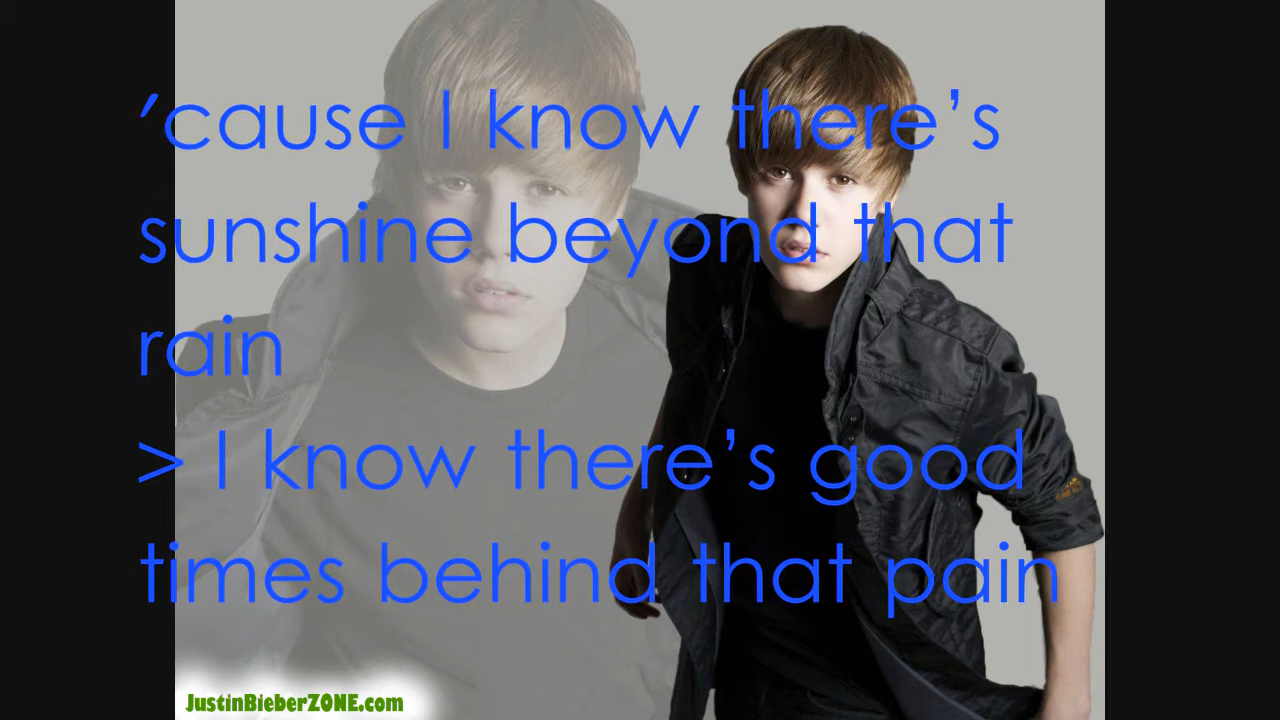 'cause I know there's
sunshine beyond that
rain
> I know there's good
times behind that pain
JustinBieberZONE.com